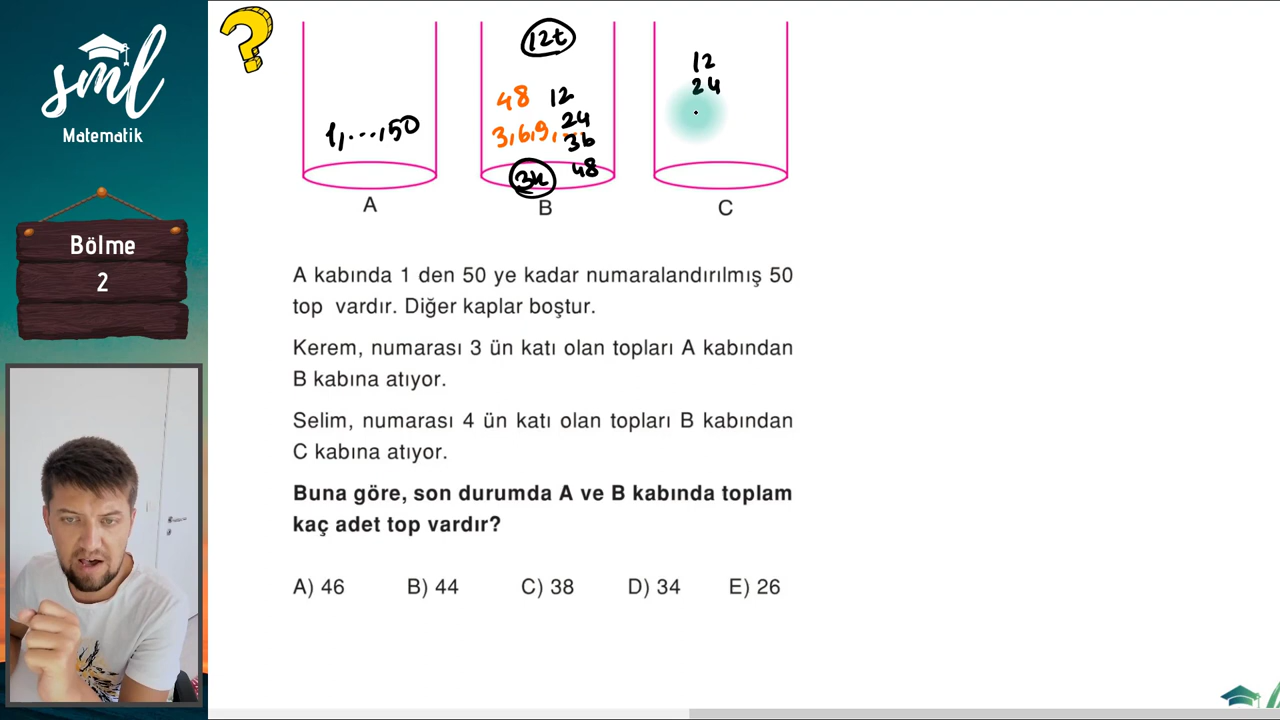 sml
Matematik
Bölme
2
1,...,50
12t
48 12
24
3,6,9,...
36
48
3k
12
24
A
B
C
A kabında 1 den 50 ye kadar numaralandırılmış 50
top vardır. Diğer kaplar boştur.
Kerem, numarası 3 ün katı olan topları A kabından
B kabına atıyor.
Selim, numarası 4 ün katı olan topları B kabından
C kabına atıyor.
Buna göre, son durumda A ve B kabında toplam
kaç adet top vardır?
A) 46 B) 44 C) 38 D) 34 E) 26